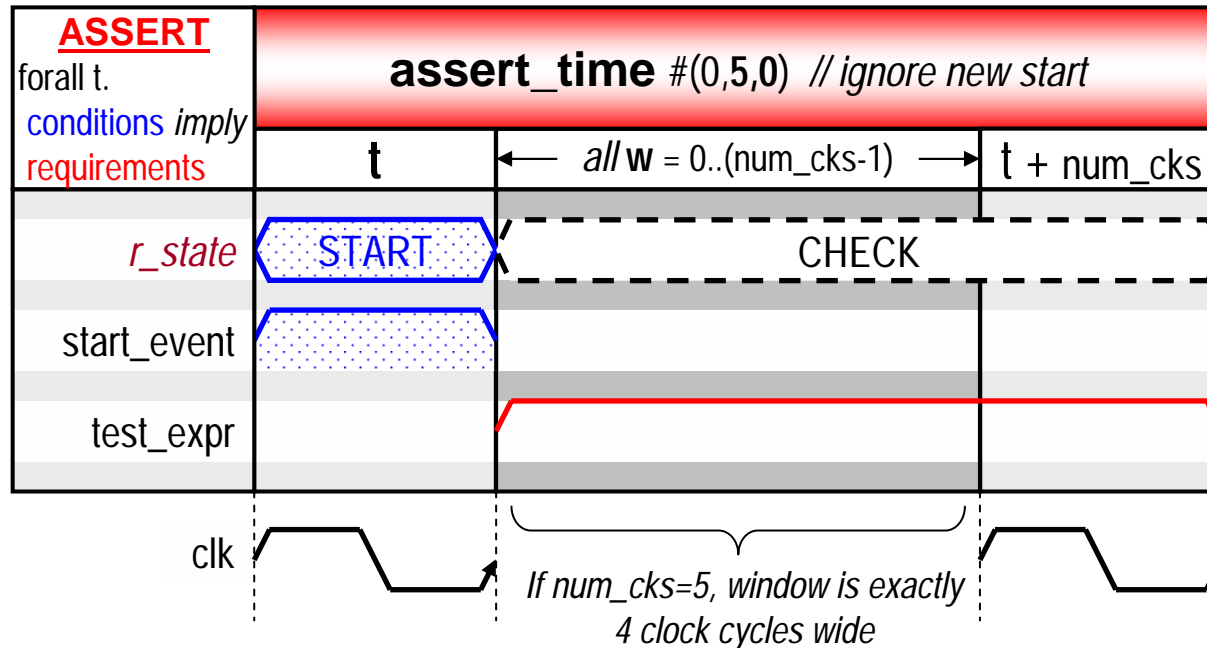 ASSERT
forall t.
conditions imply
requirements
assert_time #(0,5,0) // ignore new start
t
all w = 0..(num_cks-1)
t + num_cks
r_state
START
CHECK
start_event
test_expr
clk
If num_cks=5, window is exactly
4 clock cycles wide